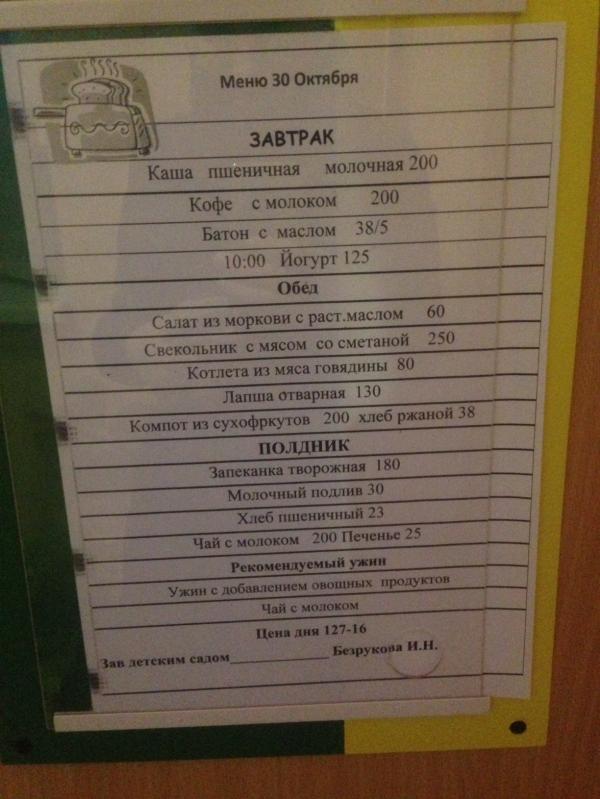 Меню 30 Октября
ЗАВТРАК
Каша пшеничная молочная 200
Кофе с молоком 200
Батон с маслом 38/5
10:00 Йогурт 125
Обед
Салат из моркови с раст.маслом 60
Свекольник с мясом со сметаной 250
Котлета из мяса говядины 80
Лапша отварная 130
Компот из сухофркутов 200 хлеб ржаной 38
ПОЛДНИК
Запеканка творожная 180
Молочный подлив 30
Хлеб пшеничный 23
Чай с молоком 200 Печенье 25
Рекомендуемый ужин
Ужин с добавлением овощных продуктов
Чай с молоком
Цена дня 127-16
Зав детским садом______________ Безрукова И.Н.